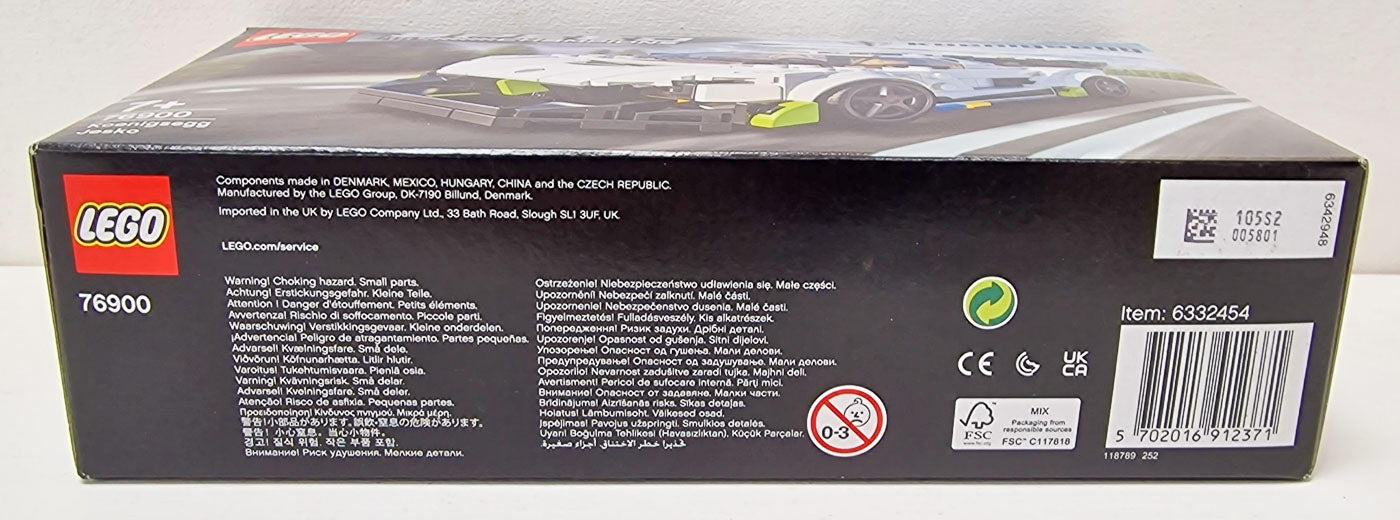 LEGO
7+
76900
Koenigsegg
Jesko
LEGO
76900
Components made in DENMARK, MEXICO, HUNGARY, CHINA and the CZECH REPUBLIC.
Manufactured by the LEGO Group, DK-7190 Billund, Denmark.
Imported in the UK by LEGO Company Ltd., 33 Bath Road, Slough SL1 3UF, UK.
LEGO.com/service
Warning! Choking hazard. Small parts.
Achtung! Erstickungsgefahr. Kleine Teile.
Attention ! Danger d'étouffement. Petits éléments.
Avvertenza! Rischio di soffocamento. Piccole parti.
Waarschuwing! Verstikkingsgevaar. Kleine onderdelen.
¡Advertencia! Peligro de atragantamiento. Partes pequeñas.
Advarsel! Kvælningsfare. Små dele.
Viðvörun! Köfnunarhætta. Litlir hlutir.
Varoitus! Tukehtumisvaara. Pieniä osia.
Varning! Kvävningsrisk. Små delar.
Advarsel! Kvelningsfare. Små deler.
Atenção! Risco de asfixia. Pequenas partes.
Προειδοποίηση! Κίνδυνος πνιγμού. Μικρά μέρη.
警告!小部品があります。誤飲·窒息の危険があります。
警告！小心窒息。当心小物件。
경고! 질식 위험. 작은 부품 포함.
Внимание! Риск удушения. Мелкие детали.
Ostrzeżenie! Niebezpieczeństwo udławienia się. Małe części.
Upozornění! Nebezpečí zalknutí. Malé části.
Upozornenie! Nebezpečenstvo dusenia. Malé časti.
Figyelmeztetés! Fulladásveszély. Kis alkatrészek.
Попередження! Ризик задухи. Дрібні деталі.
Upozorenje! Opasnost od gušenja. Sitni dijelovi.
Упозорење! Опасност од гушења. Мали делови.
Предупредување! Опасност од задушување. Мали делови.
Opozorilo! Nevarnost zadušitve zaradi tujka. Majhni deli.
Avertisment! Pericol de sufocare internă. Părți mici.
Внимание! Опасност от задавяне. Малки части.
Brīdinājums! Aizrīšanās risks. Sīkas detaļas.
Hoiatus! Lämbumisoht. Väikesed osad.
Įspėjimas! Pavojus užspringti. Smulkios detalės.
Uyarı! Boğulma Tehlikesi (Havasızlıktan). Küçük Parçalar.
تحذير! خطر الاختناق. أجزاء صغيرة
0-3
CE
UK
CA
FSC
www.fsc.org
MIX
Packaging from
responsible sources
FSC™ C117818
105S2
005801
6342948
Item: 6332454
5 702016 912371
118789 252